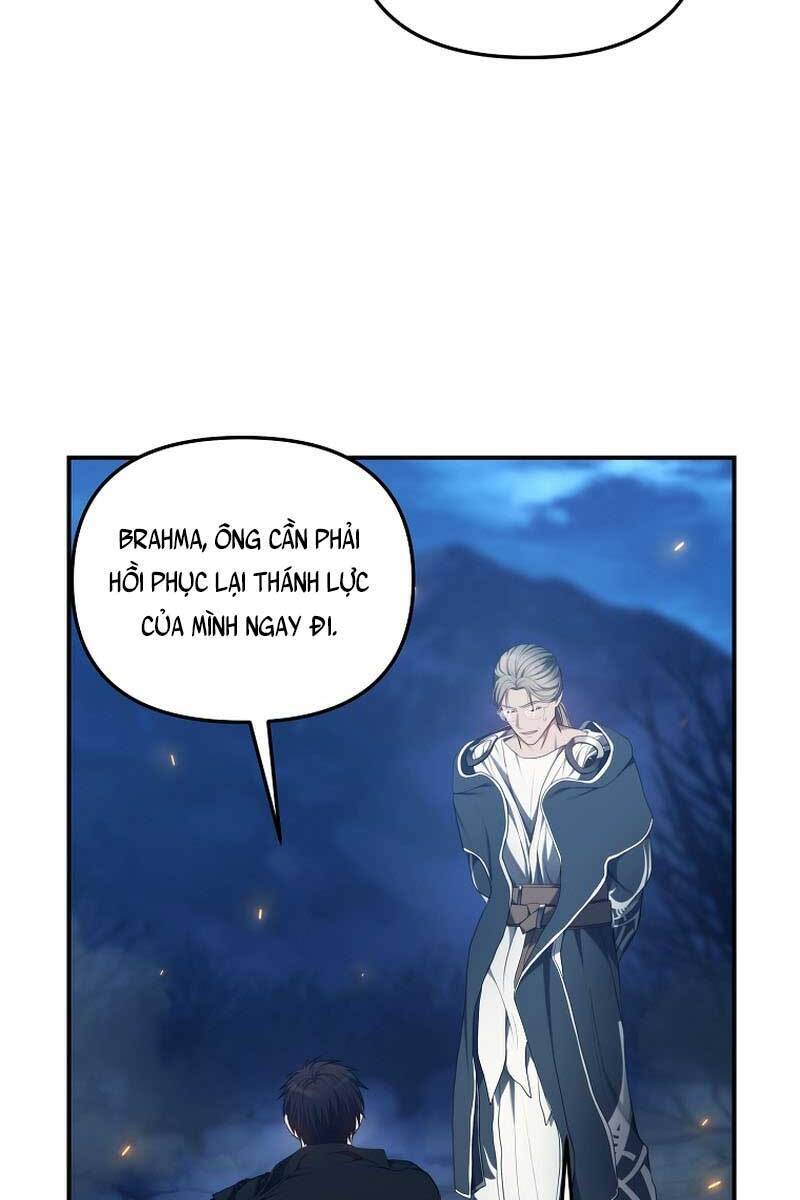 BRAHMA, ÔNG CẦN PHẢI
HỒI PHỤC LẠI THÁNH LỰC
CỦA MÌNH NGAY ĐI.